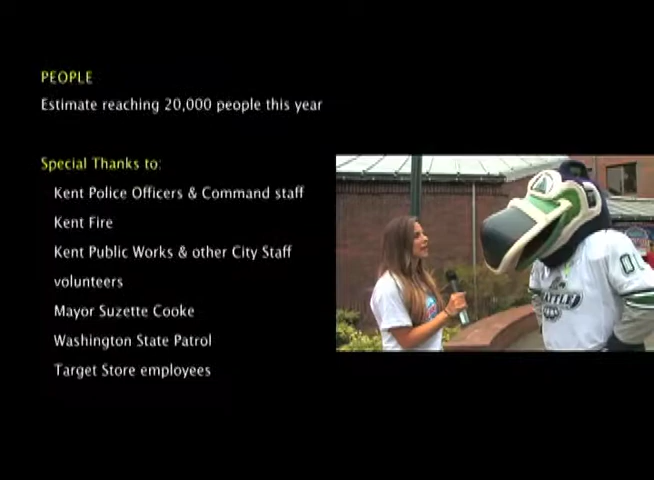 PEOPLE
Estimate reaching 20,000 people this year
Special Thanks to:
Kent Police Officers & Command staff
Kent Fire
Kent Public Works & other City Staff
volunteers
Mayor Suzette Cooke
Washington State Patrol
Target Store employees
SEATTLE